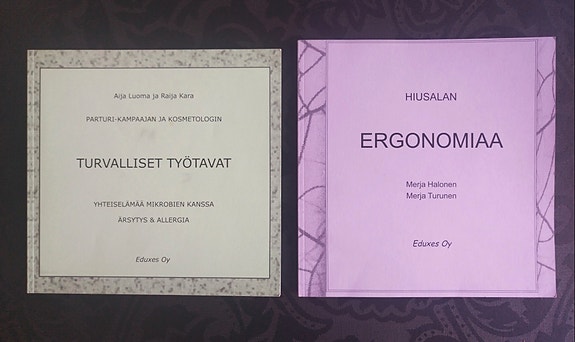 Aija Luoma ja Raija Kara
PARTURI-KAMPAAJAN JA KOSMETOLOGIN
TURVALLISET TYÖTAVAT
YHTEISELÄMÄÄ MIKROBIEN KANSSA
ÄRSYTYS & ALLERGIA
Eduxes Oy
HIUSALAN
ERGONOMIAA
Merja Halonen
Merja Turunen
Eduxes Oy